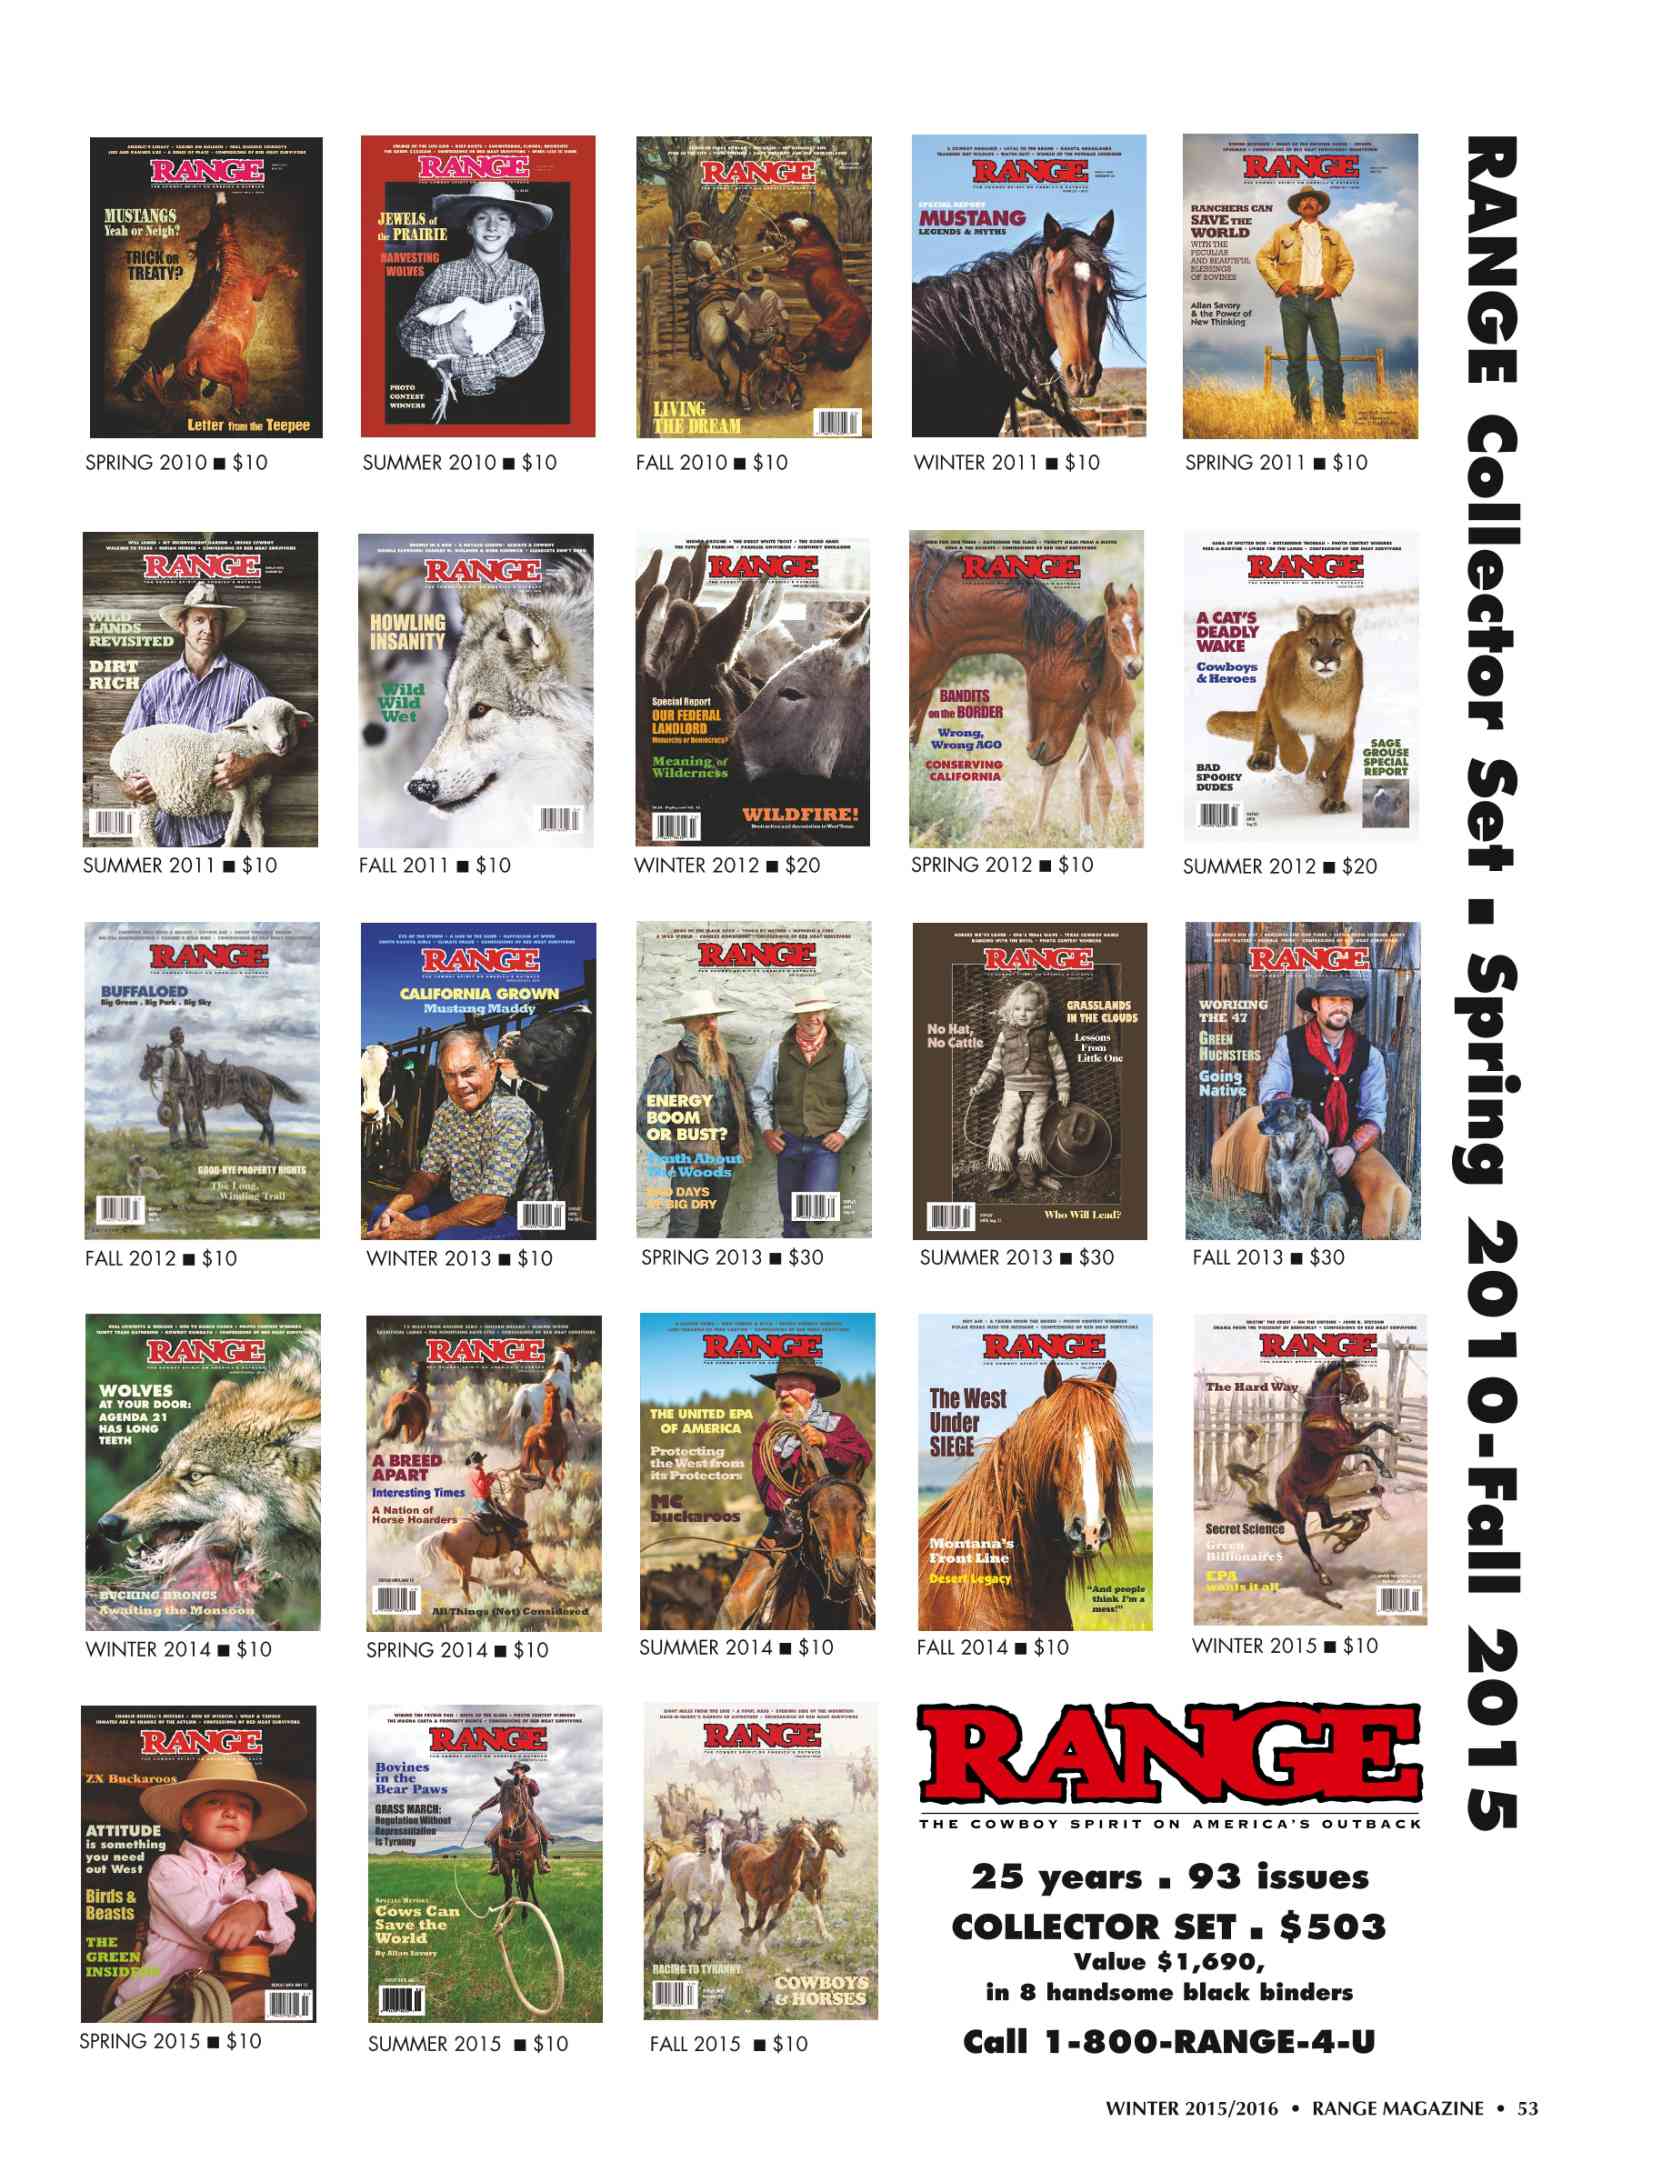 RANGE
MUSTANGS
Yeah or Neigh?
TRICK OR
TREATY?
Letter from the Teepee
SPRING 2010 ■ $10
RANGE
JEWELS of
the PRAIRIE
HARVESTING
WOLVES
PHOTO
CONTEST
WINNERS
SUMMER 2010 ■ $10
RANGE
LIVING
THE DREAM
FALL 2010 ■ $10
RANGE
SPECIAL REPORT
MUSTANG
LEGENDS & MYTHS
WINTER 2011 ■ $10
RANGE
RANCHERS CAN
SAVE THE
WORLD
WITH THE
PECULIAR
AND BEAUTIFUL
BLESSINGS
OF BOVINES
Allan Savory
& the Power of
New Thinking
SPRING 2011 ■ $10
RANGE
WILD
LANDS
REVISITED
DIRT
RICH
SUMMER 2011 ■ $10
RANGE
HOWLING
INSANITY
Wild
Wild
Wet
FALL 2011 ■ $10
RANGE
Special Report
OUR FEDERAL
LANDLORD
Monarchy or Democracy?
Meaning of
Wilderness
WILDFIRE!
Destruction and Devastation in West Texas
WINTER 2012 ■ $20
RANGE
BANDITS
on the BORDER
Wrong,
Wrong AGO
CONSERVING
CALIFORNIA
SPRING 2012 ■ $10
RANGE
A CAT'S
DEADLY
WAKE
Cowboys
& Heroes
BAD
SPOOKY
DUDES
SAGE
GROUSE
SPECIAL
REPORT
SUMMER 2012 ■ $20
RANGE
BUFFALOED
Big Green . Big Park . Big Sky
GOOD-BYE PROPERTY RIGHTS
The Long,
Winding Trail
FALL 2012 ■ $10
RANGE
CALIFORNIA GROWN
Mustang Maddy
WINTER 2013 ■ $10
RANGE
ENERGY
BOOM
OR BUST?
Truth About
The Woods
DAYS
BIG DRY
SPRING 2013 ■ $30
RANGE
No Hat,
No Cattle
GRASSLANDS
IN THE CLOUDS
Lessons
From
Little One
Who Will Lead?
SUMMER 2013 ■ $30
RANGE
WORKING
THE 47
GREEN
HUCKSTERS
Going
Native
FALL 2013 ■ $30
RANGE
WOLVES
AT YOUR DOOR:
AGENDA 21
HAS LONG
TEETH
BUCKING BRONCS
Awaiting the Monsoon
WINTER 2014 ■ $10
RANGE
A BREED
APART
Interesting Times
A Nation of
Horse Hoarders
All Things (Not) Considered
SPRING 2014 ■ $10
RANGE
THE UNITED EPA
OF AMERICA
Protecting
the West from
its Protectors
MC
buckaroos
SUMMER 2014 ■ $10
RANGE
The West
Under
SIEGE
Montana's
Front Line
Desert Legacy
"And people
think I'm a
mess!"
FALL 2014 ■ $10
RANGE
The Hard Way
Secret Science
Green
Billionaire$
EPA
wants it all
WINTER 2015 ■ $10
RANGE
ZX Buckaroos
ATTITUDE
is something
you need
out West
Birds &
Beasts
THE
GREEN
INSIDERS
SPRING 2015 ■ $10
RANGE
Bovines
in the
Bear Paws
GRASS MARCH:
Regulation Without
Representation
is Tyranny
SPECIAL REPORT
Cows Can
Save the
World
By Allan Savory
SUMMER 2015 ■ $10
RANGE
RACING TO TYRANNY
COWBOYS
& HORSES
FALL 2015 ■ $10
RANGE
THE COWBOY SPIRIT ON AMERICA'S OUTBACK
25 years . 93 issues
COLLECTOR SET . $503
Value $1,690,
in 8 handsome black binders
Call 1-800-RANGE-4-U
RANGE Collector Set ▪ Spring 2010-Fall 2015
WINTER 2015/2016 • RANGE MAGAZINE • 53